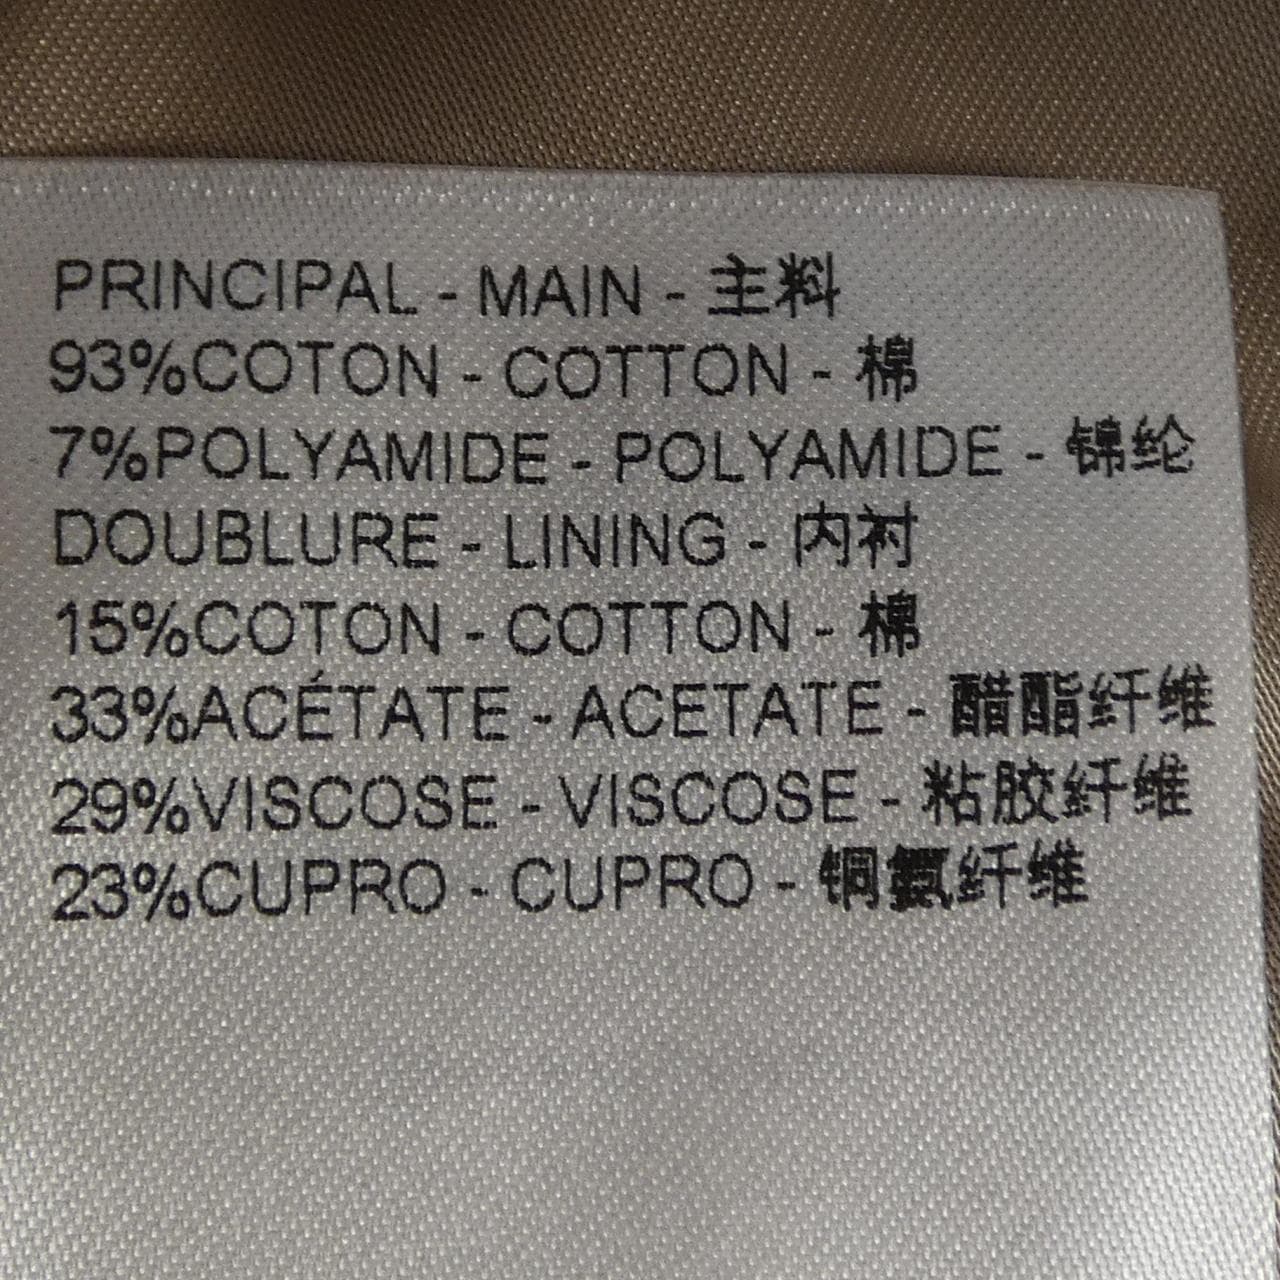 PRINCIPAL - MAIN - 主料
93%COTON - COTTON - 棉
7%POLYAMIDE - POLYAMIDE - 锦纶
DOUBLURE - LINING - 内衬
15%COTON - COTTON - 棉
33%ACÉTATE - ACETATE - 醋酯纤维
29%VISCOSE - VISCOSE - 粘胶纤维
23%CUPRO - CUPRO - 铜氨纤维